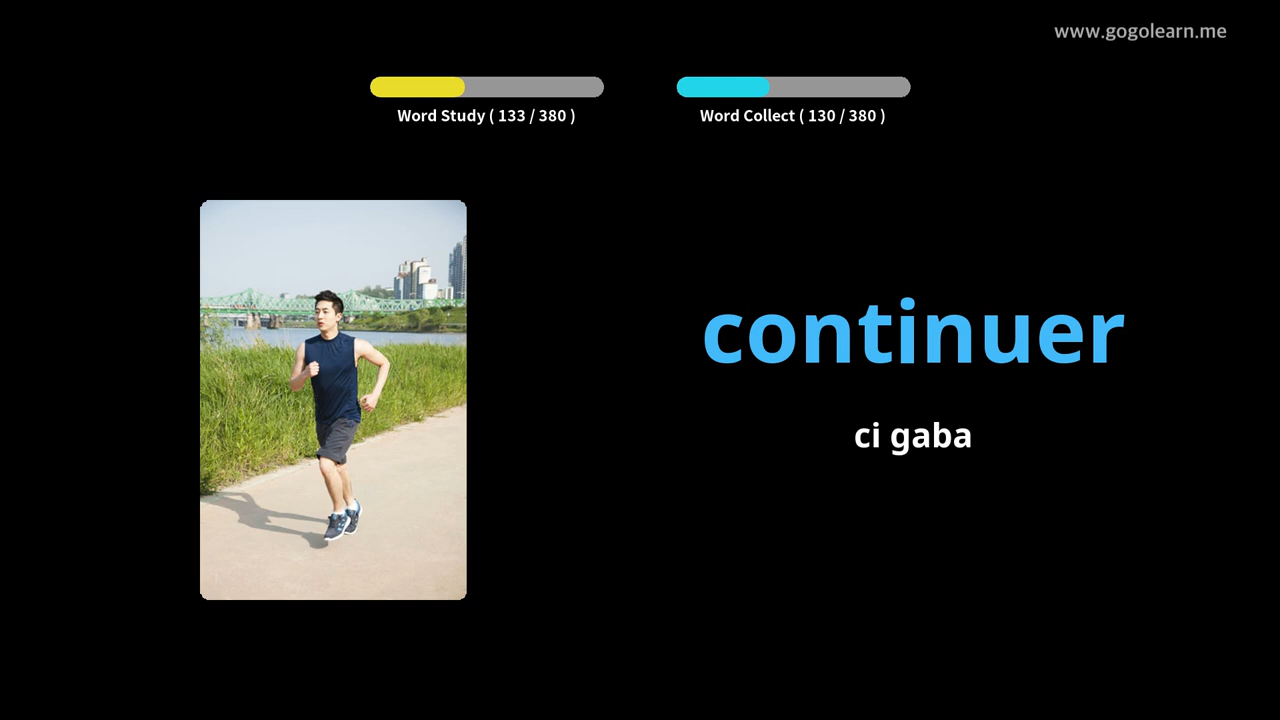 www.gogolearn.me
Word Study ( 133 / 380 )
Word Collect ( 130 / 380 )
continuer
ci gaba